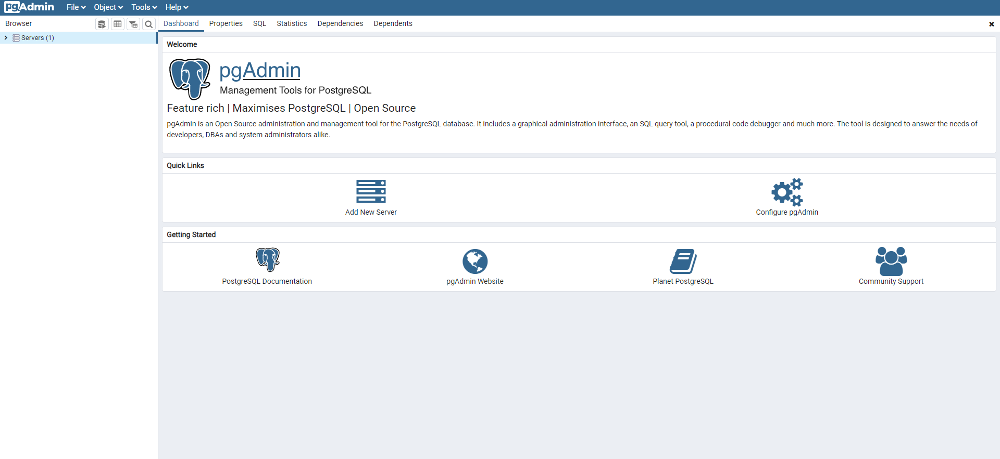 pgAdmin File Object Tools Help
Browser
Dashboard Properties SQL Statistics Dependencies Dependents
Servers (1)
Welcome
pgAdmin
Management Tools for PostgreSQL
Feature rich | Maximises PostgreSQL | Open Source
pgAdmin is an Open Source administration and management tool for the PostgreSQL database. It includes a graphical administration interface, an SQL query tool, a procedural code debugger and much more. The tool is designed to answer the needs of
developers, DBAs and system administrators alike.
Quick Links
Add New Server
Configure pgAdmin
Getting Started
PostgreSQL Documentation
pgAdmin Website
Planet PostgreSQL
Community Support